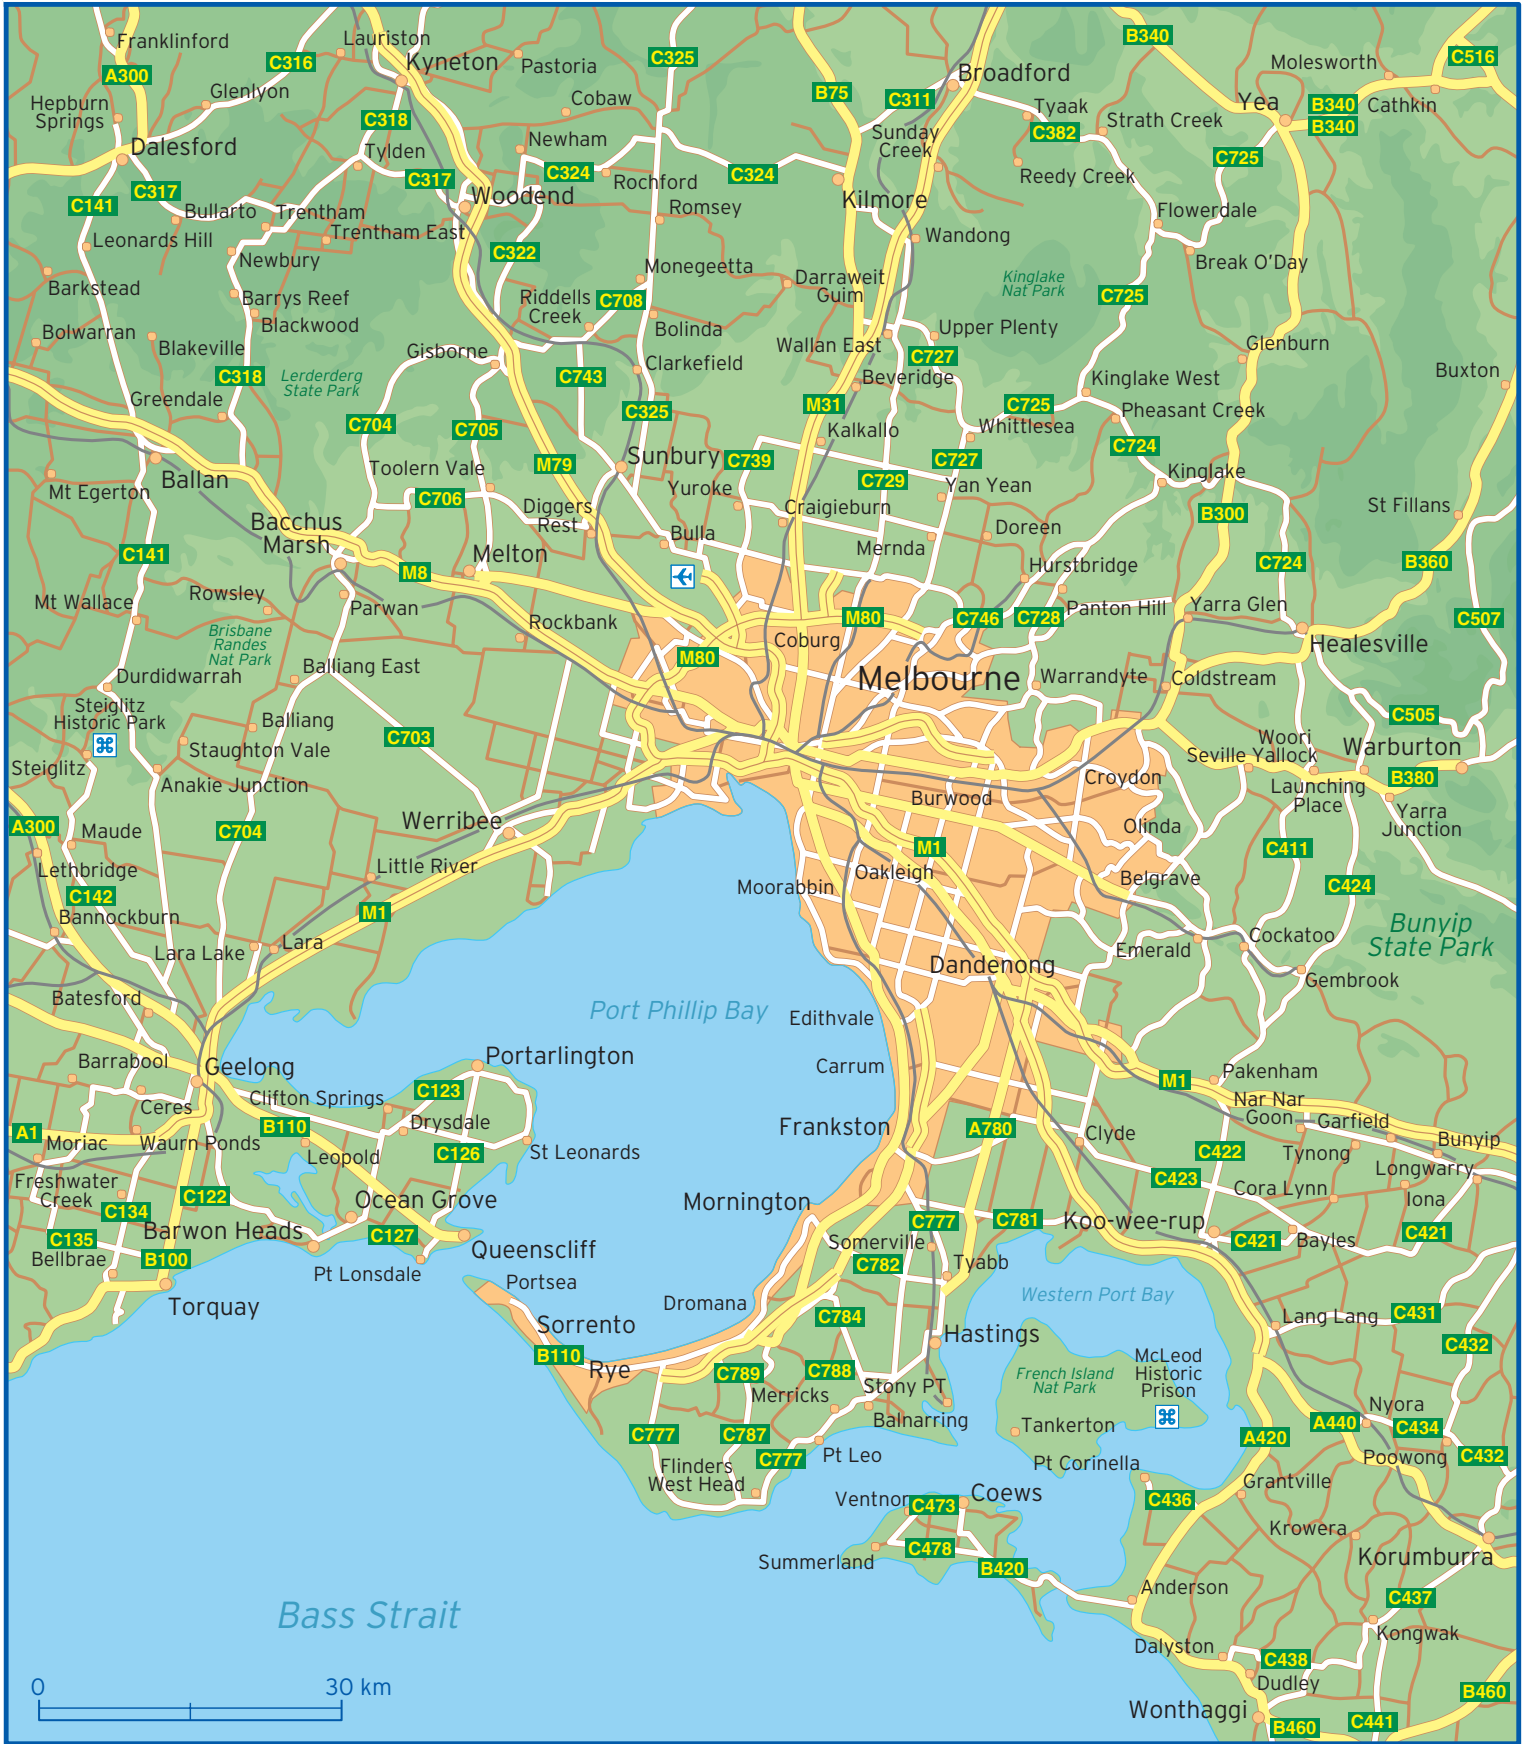 Franklinford
Lauriston
C316
Kyneton
Pastoria
C325
B340
Molesworth
C516
A300
Glenlyon
Hepburn
Springs
C318
Cobaw
B75
C311
Broadford
Tyaak
C382
Strath Creek
Yea
B340
B340
Cathkin
Dalesford
Tylden
Newham
Sunday
Creek
C725
C317
C317
C324
Rochford
C324
Reedy Creek
C141
Bullarto
Trentham
Woodend
Romsey
Kilmore
Flowerdale
Leonards Hill
Trentham East
C322
Wandong
Newbury
Monegeetta
Darraweit
Guim
Kinglake
Nat Park
Break O'Day
Barkstead
Barrys Reef
Riddells
Creek
C708
C725
Blackwood
Bolinda
Upper Plenty
Bolwarran
Blakeville
Gisborne
Wallan East
C727
Glenburn
Clarkefield
Buxton
C318
Lerderderg
State Park
C743
Beveridge
Kinglake West
Greendale
C325
M31
C725
Pheasant Creek
C704
C705
Kalkallo
Whittlesea
C724
Ballan
Toolern Vale
M79
Sunbury
C739
C727
Kinglake
Mt Egerton
C706
Yuroke
C729
Yan Yean
Diggers
Rest
Craigieburn
St Fillans
Bacchus
Marsh
Bulla
Mernda
Doreen
B300
C141
Melton
Hurstbridge
C724
B360
M8
Mt Wallace
Rowsley
Parwan
Rockbank
M80
C746
C728
Panton Hill
Yarra Glen
C507
Brisbane
Randes
Nat Park
Coburg
Healesville
M80
Balliang East
Durdidwarrah
Melbourne
Warrandyte
Coldstream
Steiglitz
Historic Park
Balliang
C505
Staughton Vale
C703
Woori
Yallock
Seville
Warburton
Steiglitz
Anakie Junction
Croydon
Launching
Place
B380
Burwood
A300
Maude
C704
Werribee
Olinda
Yarra
Junction
M1
C411
Lethbridge
Little River
Oakleigh
Belgrave
Moorabbin
C424
C142
M1
Bannockburn
Bunyip
State Park
Lara Lake
Lara
Emerald
Cockatoo
Dandenong
Gembrook
Batesford
Port Phillip Bay
Edithvale
Barrabool
Geelong
Portarlington
Carrum
Pakenham
M1
C123
Clifton Springs
Nar Nar
Goon
Ceres
Drysdale
Garfield
A1
B110
Frankston
A780
Clyde
Bunyip
Moriac
Waurn Ponds
C126
St Leonards
C422
Tynong
Leopold
Longwarry
Freshwater
Creek
C122
C423
Cora Lynn
Iona
C134
Ocean Grove
Mornington
C777
C781
Koo-wee-rup
Barwon Heads
C127
C421
Bayles
C421
C135
Bellbrae
B100
Queenscliff
Somerville
Pt Lonsdale
C782
Tyabb
Portsea
Western Port Bay
Torquay
Dromana
C784
Lang Lang
C431
Sorrento
Hastings
C432
B110
Rye
C789
C788
McLeod
Historic
Prison
French Island
Nat Park
Merricks
Stony PT
Balnarring
Nyora
C777
C787
Tankerton
A420
A440
C434
C777
Pt Leo
Flinders
West Head
Pt Corinella
Poowong
C432
Grantville
Ventnor
C473
Coews
C436
Krowera
C478
Summerland
B420
Korumburra
Anderson
C437
Bass Strait
Kongwak
Dalyston
C438
0
30 km
Dudley
B460
Wonthaggi
B460
C441